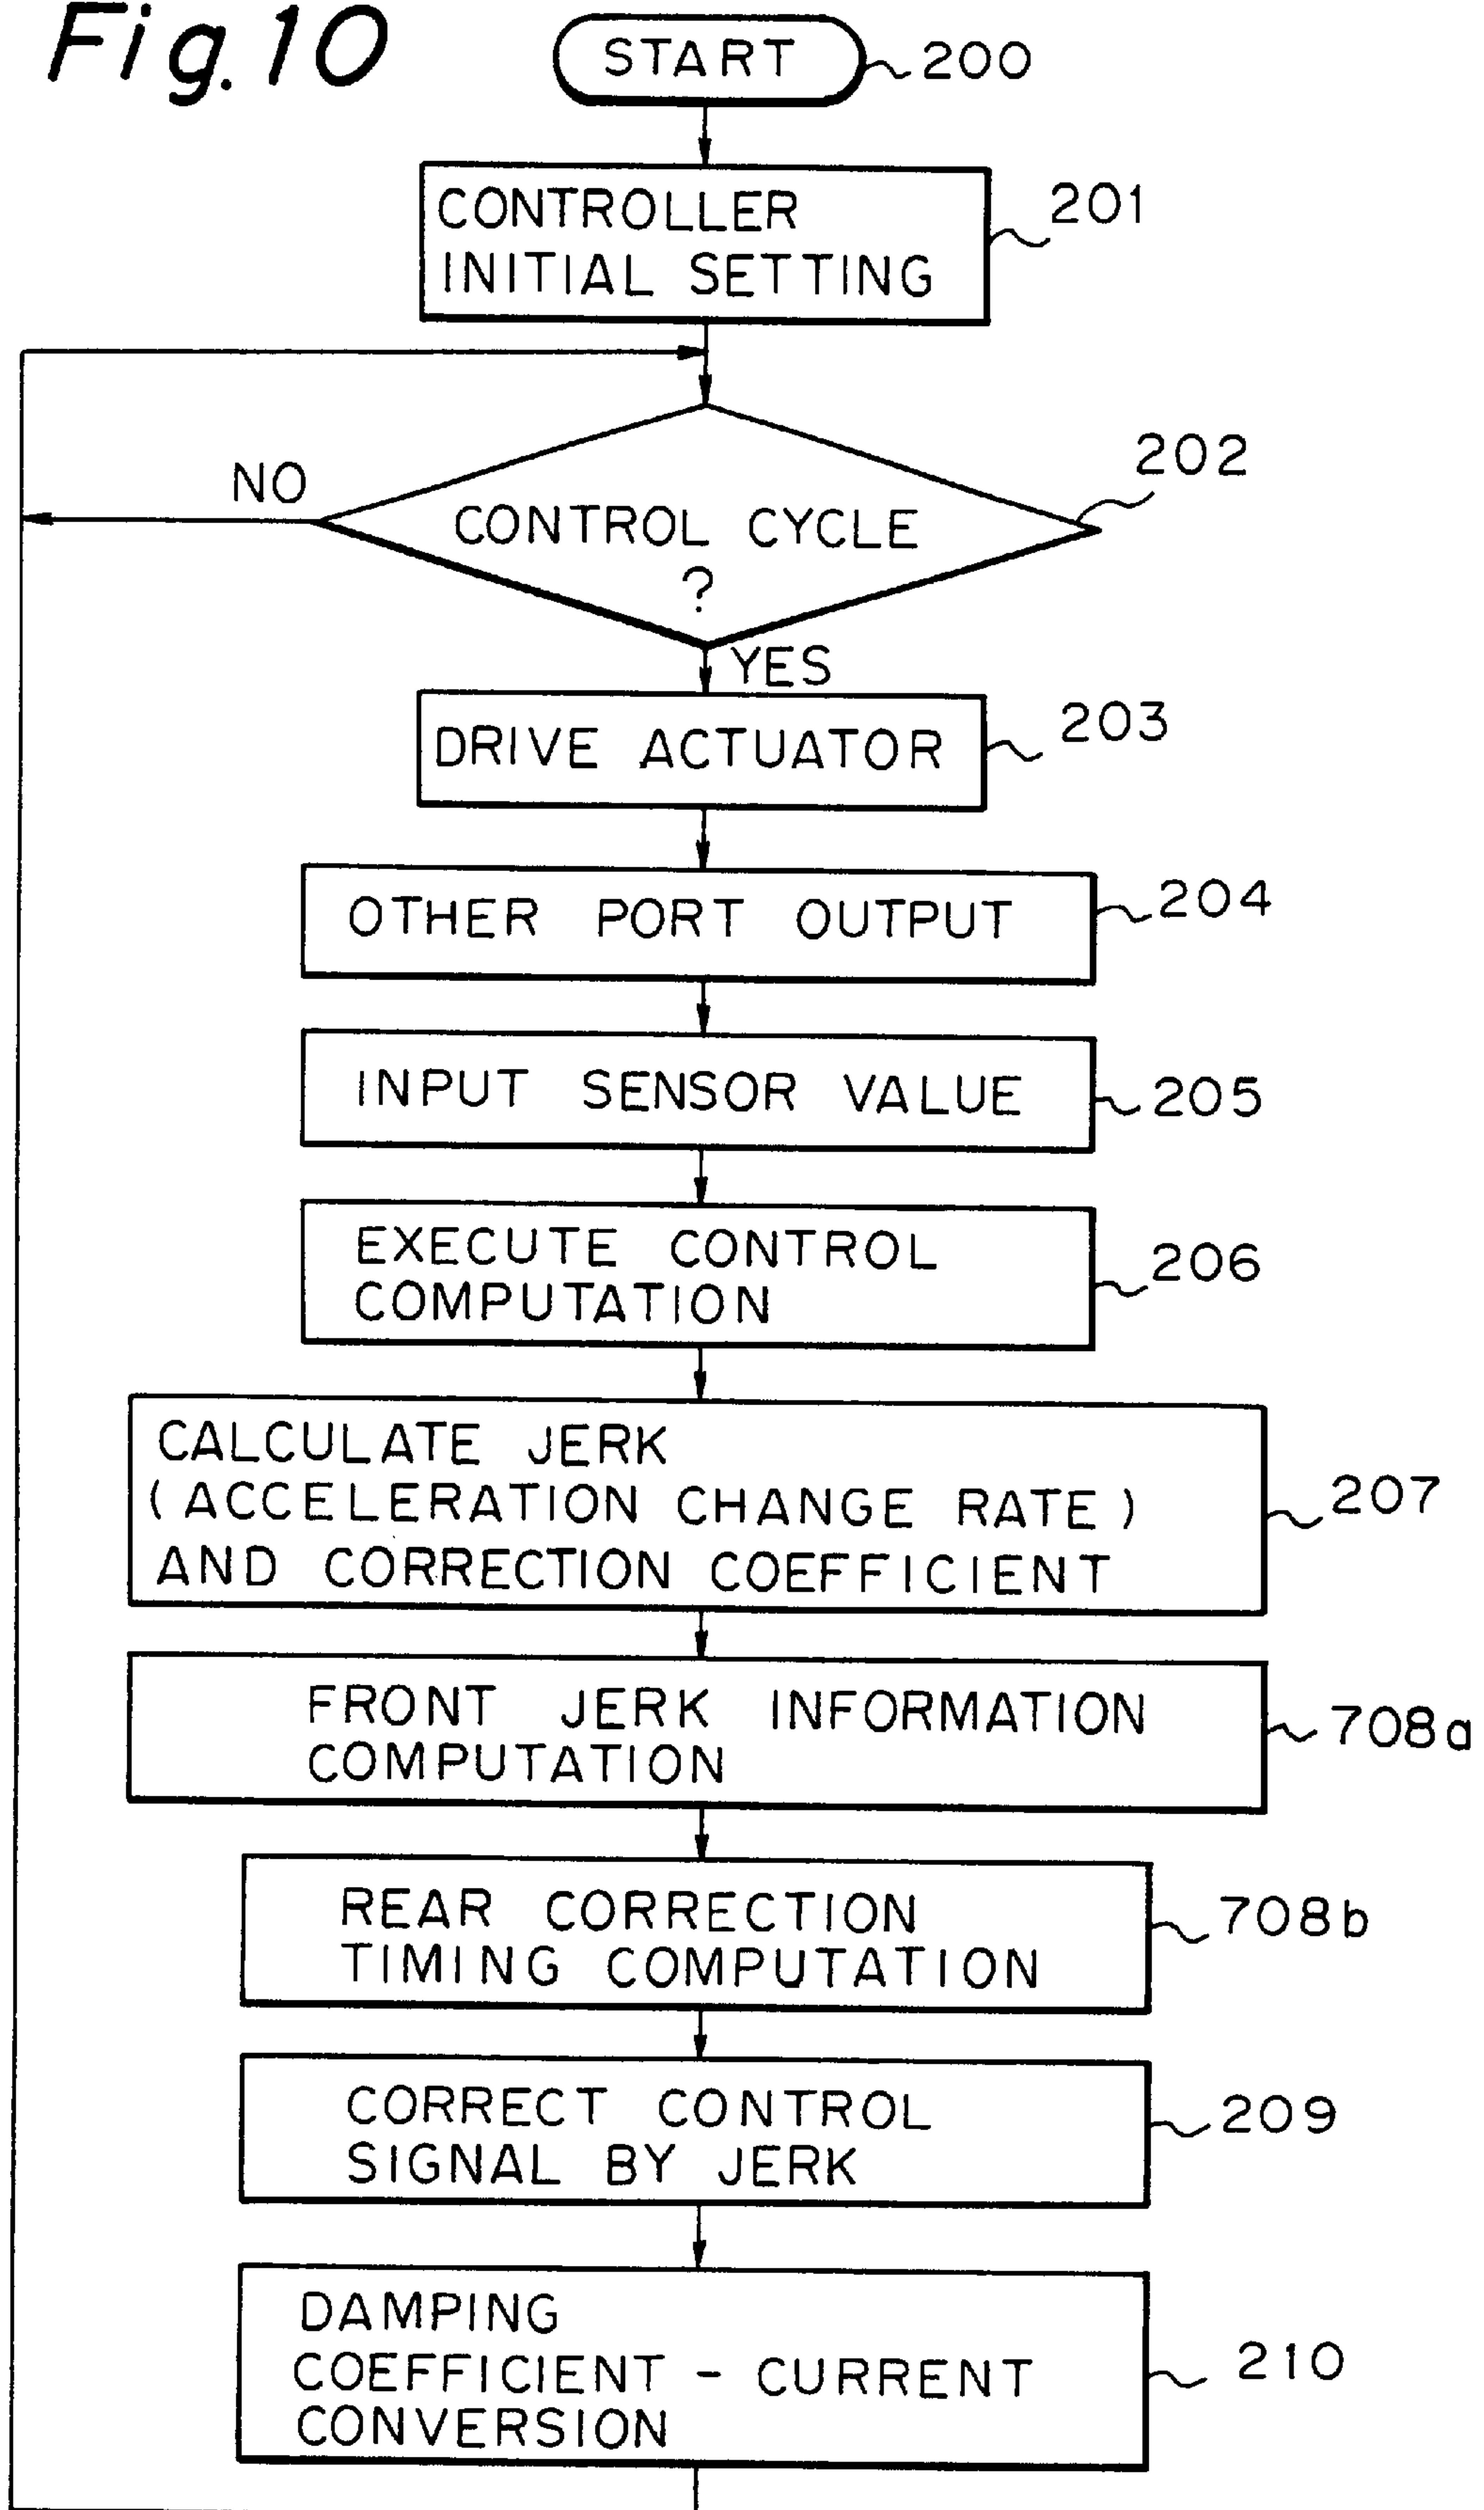 Fig. 10
START
200
CONTROLLER
INITIAL SETTING
201
202
NO
CONTROL CYCLE
?
YES
DRIVE ACTUATOR
203
OTHER PORT OUTPUT
204
INPUT SENSOR VALUE
205
EXECUTE CONTROL
COMPUTATION
206
CALCULATE JERK
(ACCELERATION CHANGE RATE)
AND CORRECTION COEFFICIENT
207
FRONT JERK INFORMATION
COMPUTATION
708a
REAR CORRECTION
TIMING COMPUTATION
708b
CORRECT CONTROL
SIGNAL BY JERK
209
DAMPING
COEFFICIENT - CURRENT
CONVERSION
210